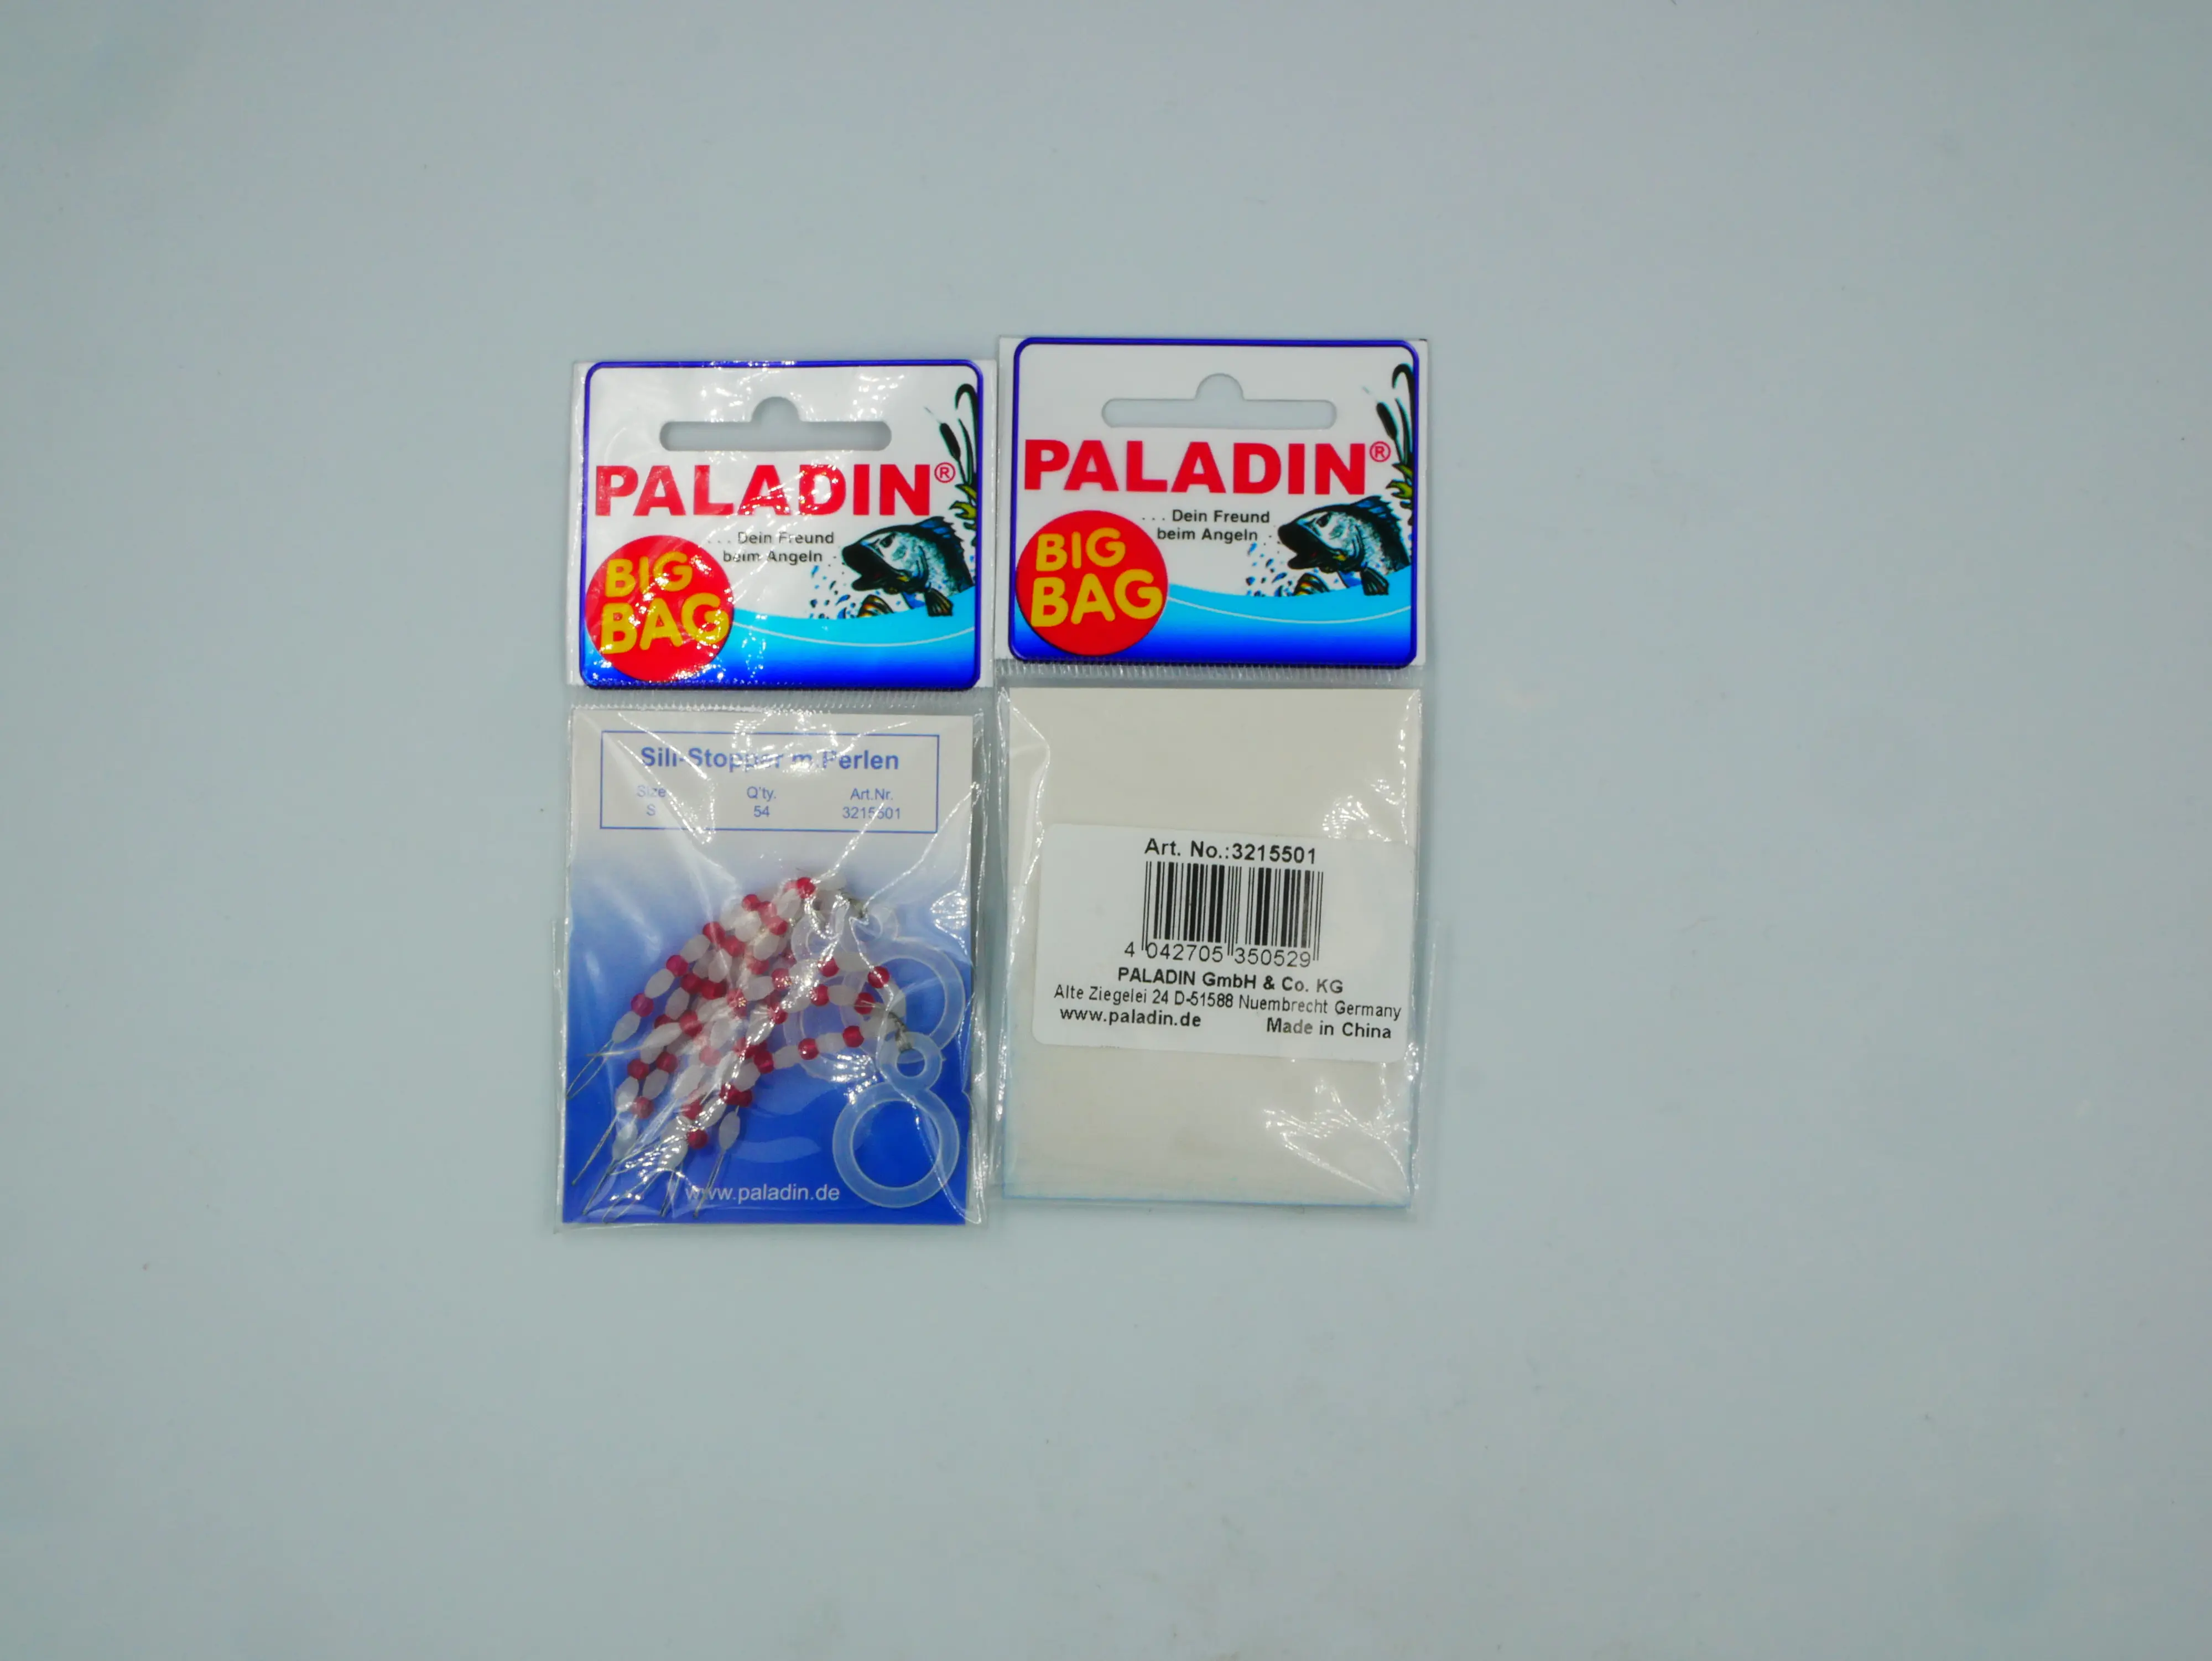 PALADIN®
. . . Dein Freund
beim Angeln
BIG
BAG
Sili-Stopper m.Perlen
Size Q'ty. Art.Nr.
S 54 3215501
www.paladin.de
PALADIN®
. . . Dein Freund
beim Angeln
BIG
BAG
Art. No.:3215501
4 042705 350529
PALADIN GmbH & Co. KG
Alte Ziegelei 24 D-51588 Nuembrecht Germany
www.paladin.de Made in China